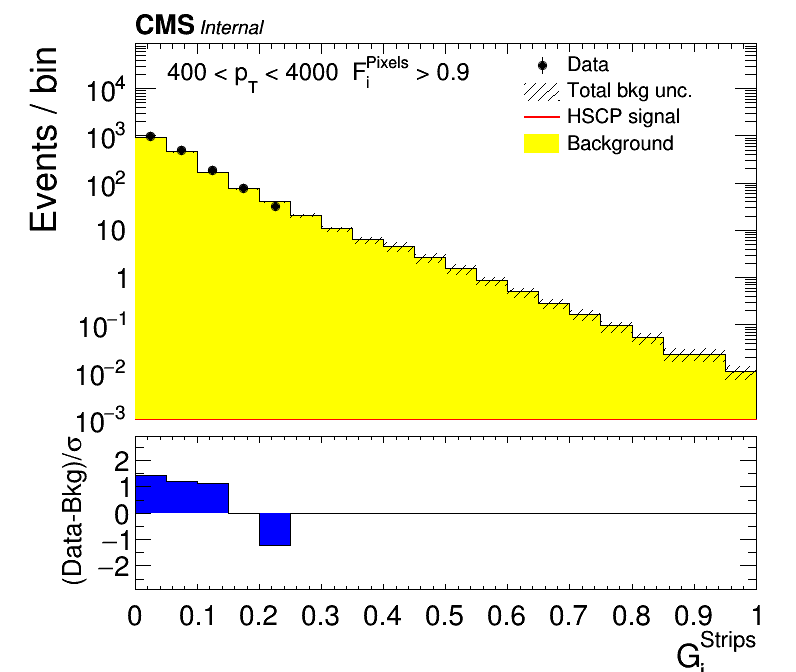 CMS Internal
400 < p_T < 4000 F_i^Pixels > 0.9
Data
Total bkg unc.
HSCP signal
Background
Events / bin
10^4
10^3
10^2
10
1
10^−1
10^−2
10^−3
(Data-Bkg)/σ
2
1
0
−1
−2
0 0.1 0.2 0.3 0.4 0.5 0.6 0.7 0.8 0.9 1
G_i^Strips